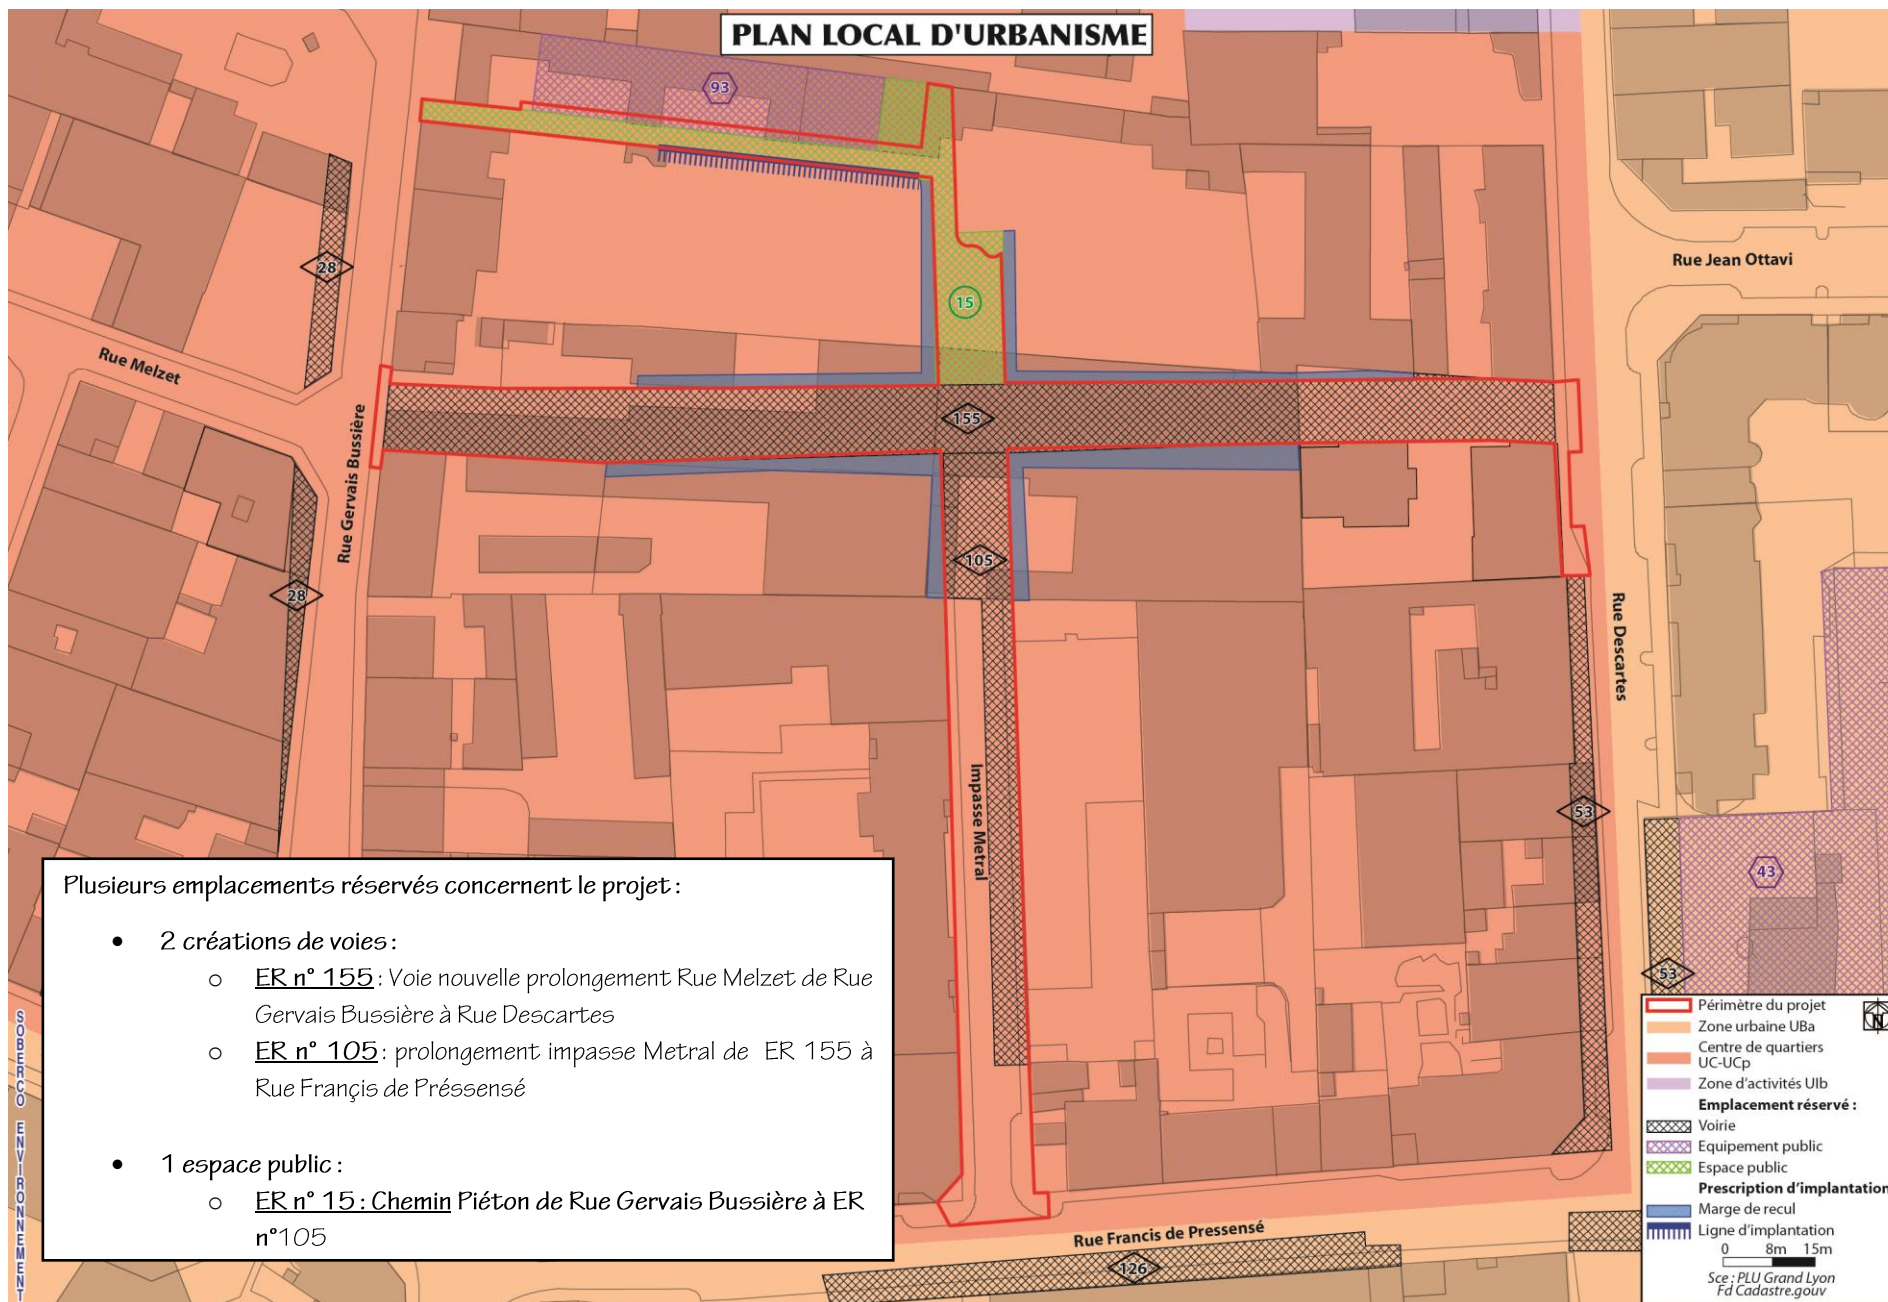 PLAN LOCAL D'URBANISME
93
28
15
Rue Jean Ottavi
Rue Melzet
Rue Gervais Bussière
155
105
28
Rue Descartes
Impasse Metral
53
43
53
Plusieurs emplacements réservés concernent le projet :
• 2 créations de voies :
o ER n° 155 : Voie nouvelle prolongement Rue Melzet de Rue
Gervais Bussière à Rue Descartes
o ER n° 105 : prolongement impasse Metral de ER 155 à
Rue Françis de Préssensé
• 1 espace public :
o ER n° 15 : Chemin Piéton de Rue Gervais Bussière à ER
n°105
SOBERCO ENVIRONNEMENT
Rue Francis de Pressensé
126
Périmètre du projet
N
Zone urbaine UBa
Centre de quartiers
UC-UCp
Zone d'activités UIb
Emplacement réservé :
Voirie
Equipement public
Espace public
Prescription d'implantation
Marge de recul
Ligne d'implantation
0 8m 15m
Sce : PLU Grand Lyon
Fd Cadastre.gouv